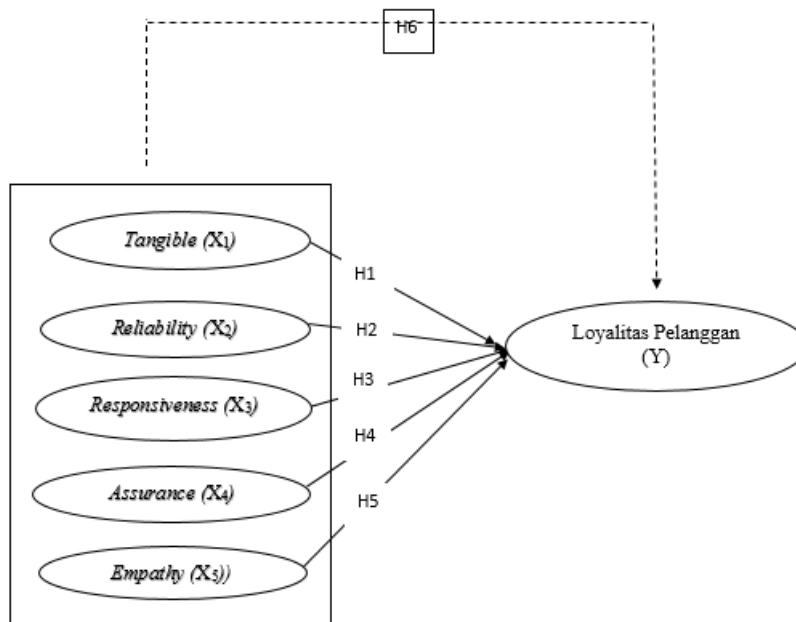 H6
Tangible (X1)
H1
Reliability (X2)
H2
Loyalitas Pelanggan
(Y)
H3
Responsiveness (X3)
H4
Assurance (X4)
H5
Empathy (X5))